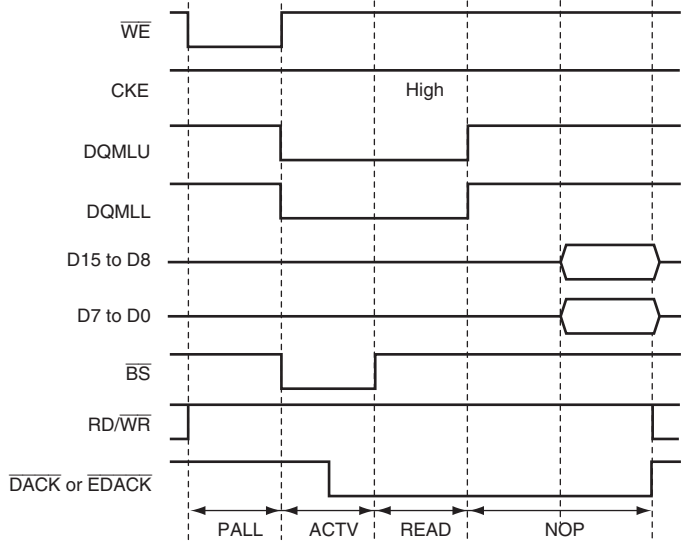 WE
CKE
High
DQMLU
DQMLL
D15 to D8
D7 to D0
BS
RD/WR
DACK or EDACK
PALL ACTV READ NOP